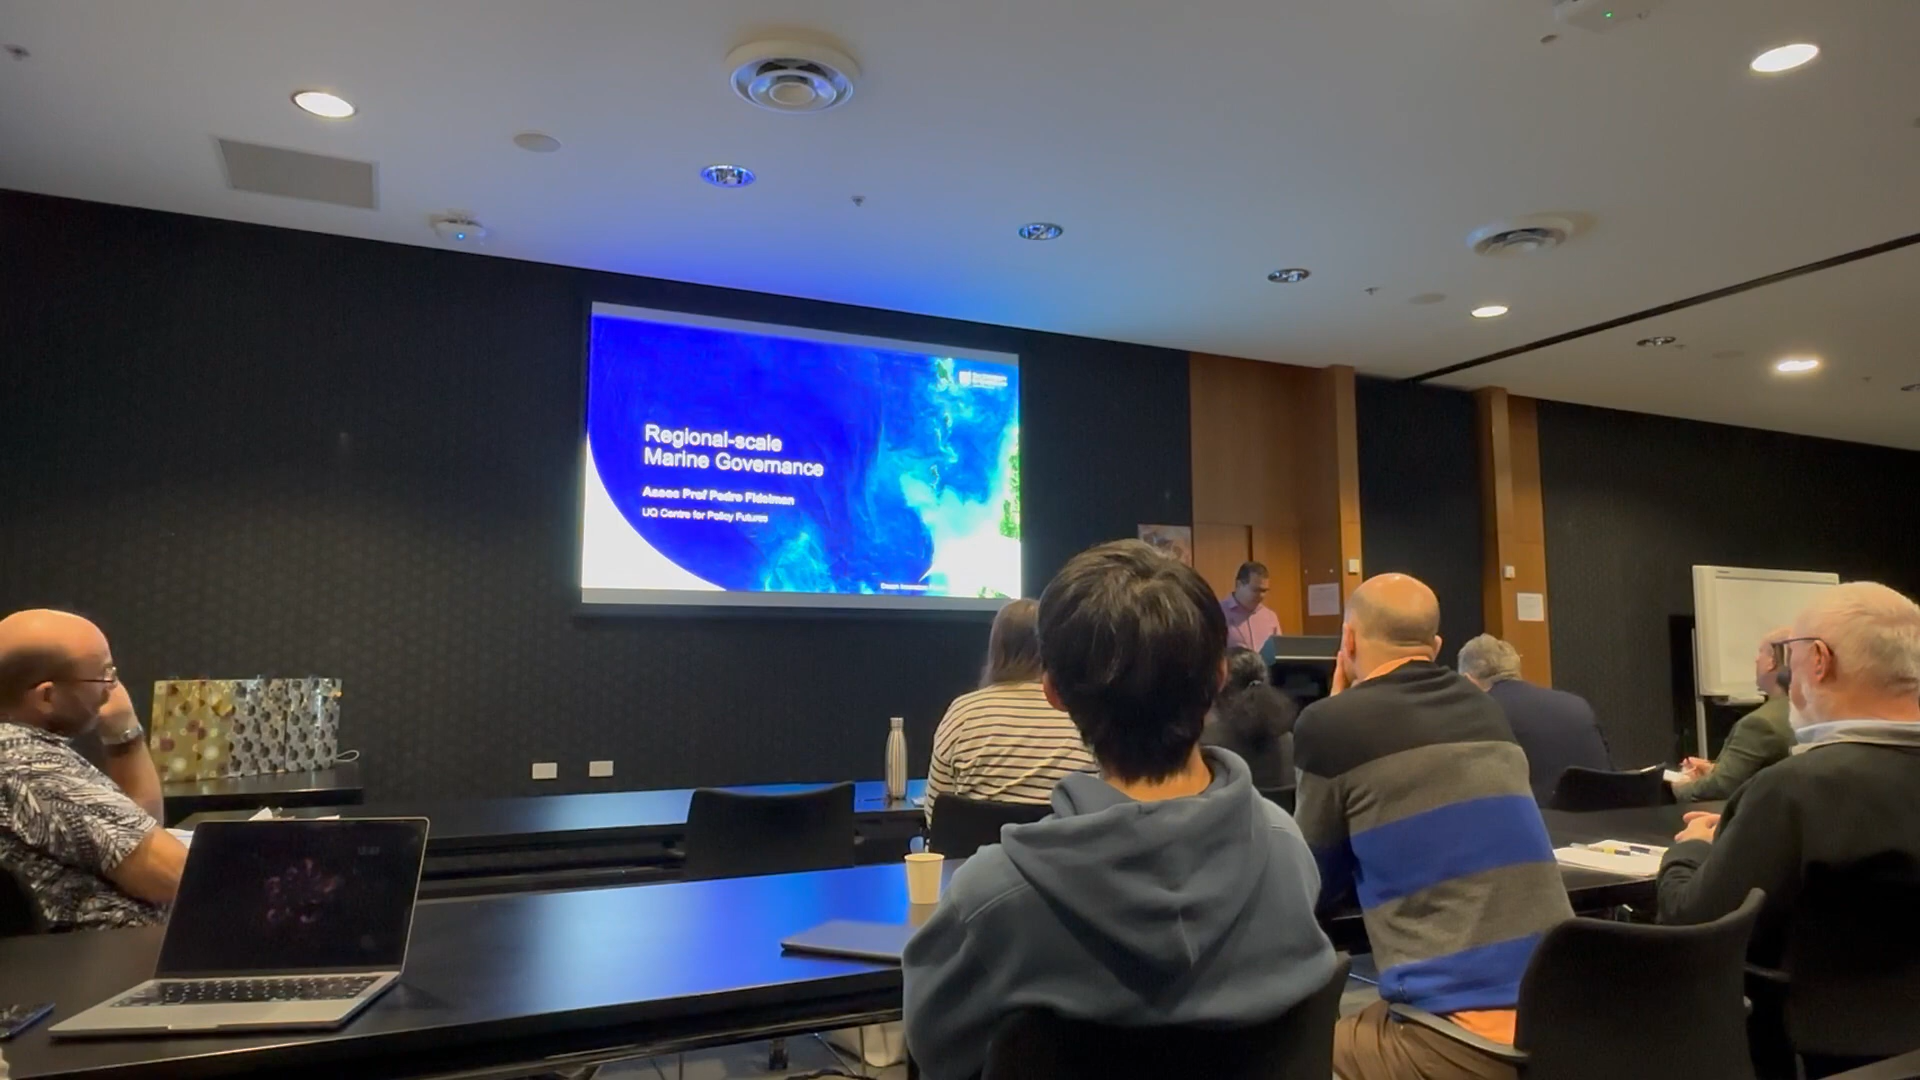 Regional-scale
Marine Governance
Assoc Prof Pedro Fidelman
UQ Centre for Policy Futures